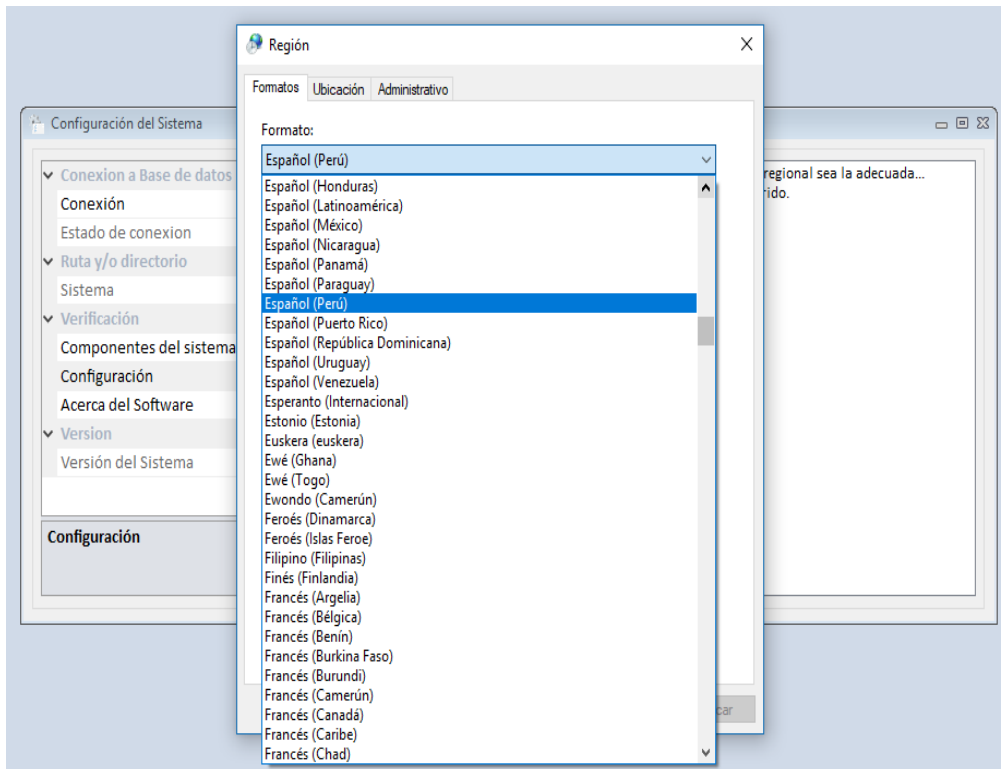 Región
Formatos
Ubicación
Administrativo
Configuración del Sistema
Formato:
Español (Perú)
Conexion a Base de datos
Conexión
Estado de conexion
Ruta y/o directorio
Sistema
Verificación
Componentes del sistema
Configuración
Acerca del Software
Version
Versión del Sistema
Configuración
Español (Honduras)
Español (Latinoamérica)
Español (México)
Español (Nicaragua)
Español (Panamá)
Español (Paraguay)
Español (Perú)
Español (Puerto Rico)
Español (República Dominicana)
Español (Uruguay)
Español (Venezuela)
Esperanto (Internacional)
Estonio (Estonia)
Euskera (euskera)
Ewé (Ghana)
Ewé (Togo)
Ewondo (Camerún)
Feroés (Dinamarca)
Feroés (Islas Feroe)
Filipino (Filipinas)
Finés (Finlandia)
Francés (Argelia)
Francés (Bélgica)
Francés (Benín)
Francés (Burkina Faso)
Francés (Burundi)
Francés (Camerún)
Francés (Canadá)
Francés (Caribe)
Francés (Chad)
regional sea la adecuada...
rido.
car